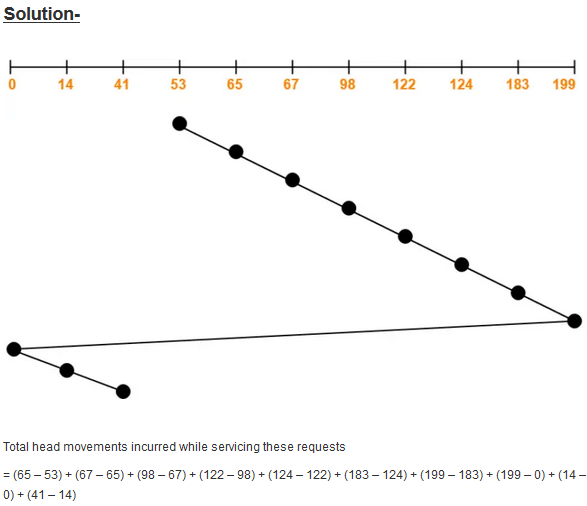 Solution-
0 14 41 53 65 67 98 122 124 183 199
Total head movements incurred while servicing these requests
= (65 – 53) + (67 – 65) + (98 – 67) + (122 – 98) + (124 – 122) + (183 – 124) + (199 – 183) + (199 – 0) + (14 –
0) + (41 – 14)